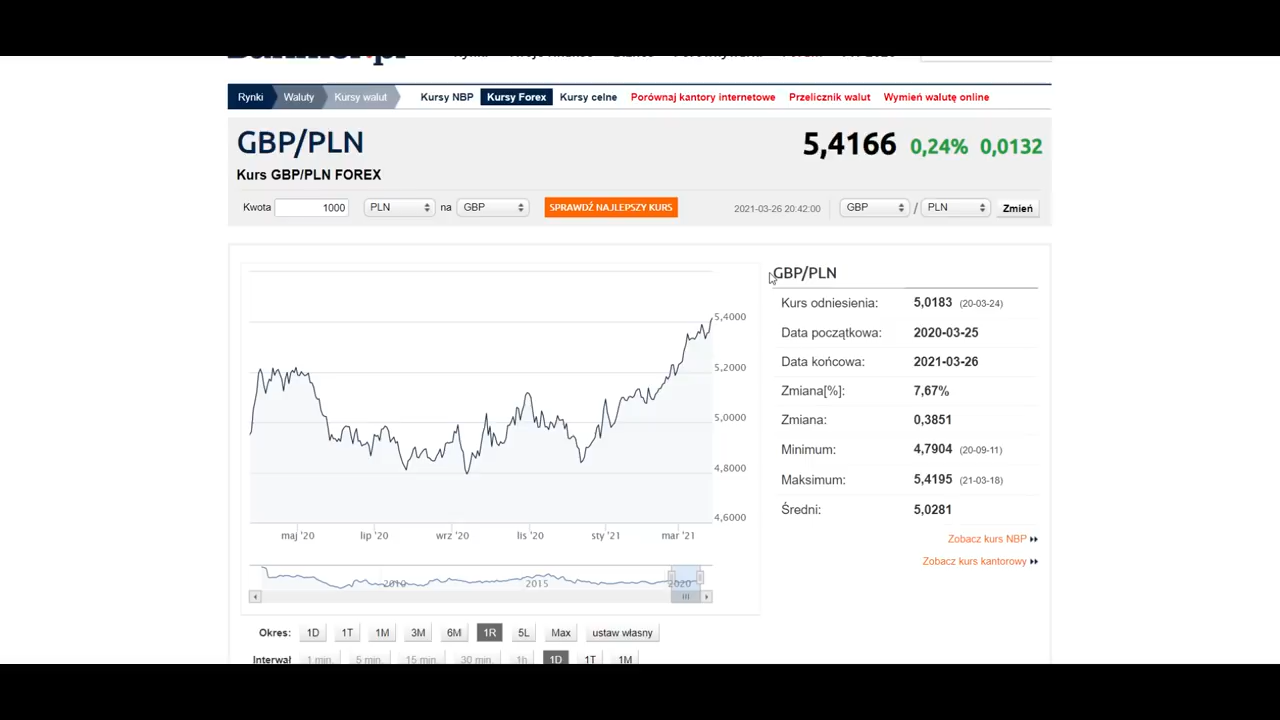 Rynki Waluty Kursy walut Kursy NBP Kursy Forex Kursy celne Porównaj kantory internetowe Przelicznik walut Wymień walutę online
GBP/PLN 5,4166 0,24% 0,0132
Kurs GBP/PLN FOREX
Kwota 1000 PLN na GBP SPRAWDŹ NAJLEPSZY KURS 2021-03-26 20:42:00 GBP / PLN Zmień
GBP/PLN
Kurs odniesienia: 5,0183 (20-03-24)
Data początkowa: 2020-03-25
Data końcowa: 2021-03-26
Zmiana[%]: 7,67%
Zmiana: 0,3851
Minimum: 4,7904 (20-09-11)
Maksimum: 5,4195 (21-03-18)
Średni: 5,0281
Zobacz kurs NBP
Zobacz kurs kantorowy
5,4000
5,2000
5,0000
4,8000
4,6000
maj '20 lip '20 wrz '20 lis '20 sty '21 mar '21
2010 2015 2020
Okres: 1D 1T 1M 3M 6M 1R 5L Max ustaw własny
Interwał 1 min. 5 min. 15 min. 30 min. 1h 1D 1T 1M